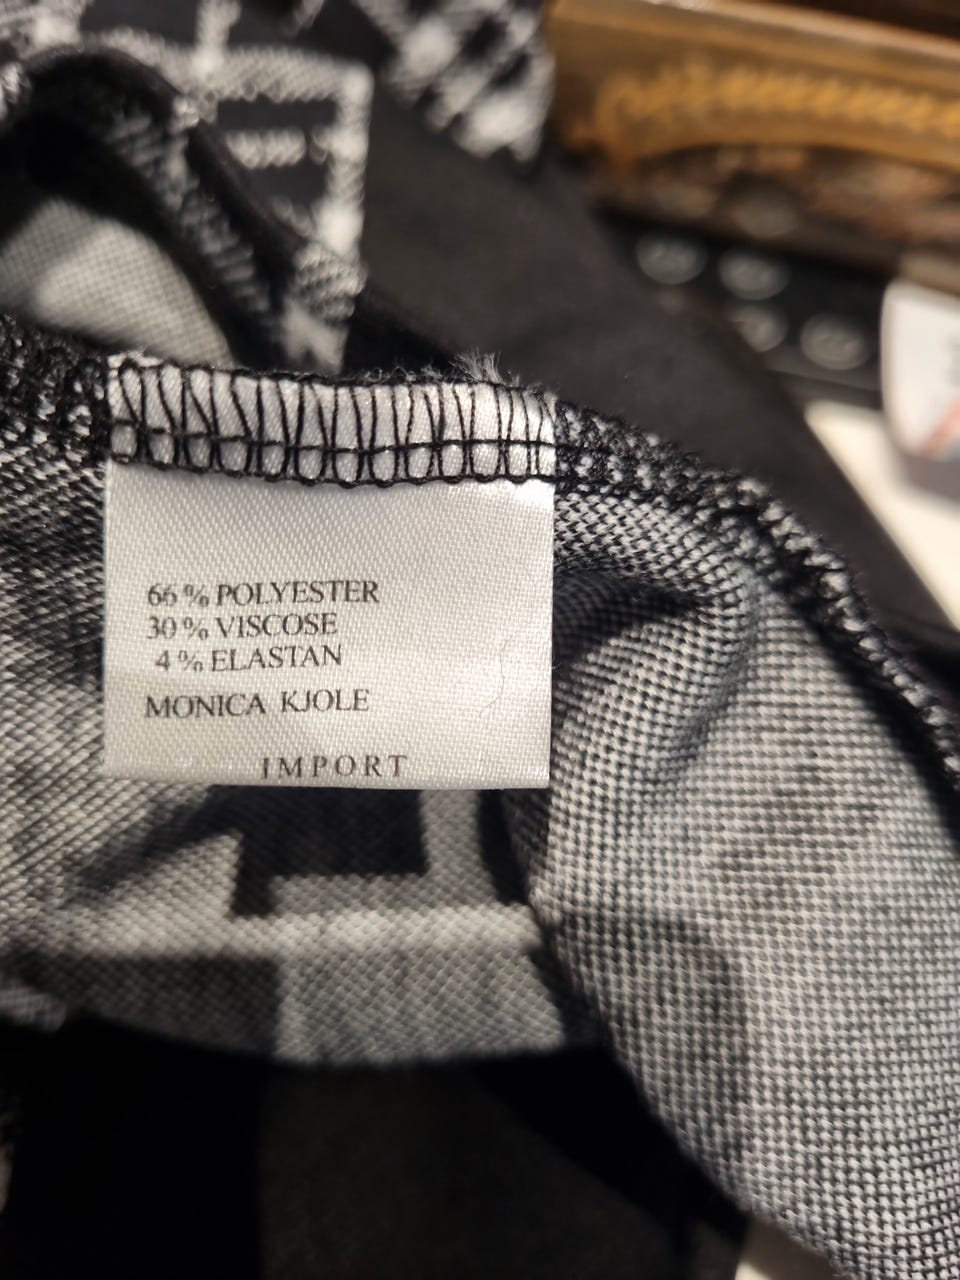 66 % POLYESTER
30 % VISCOSE
4 % ELASTAN
MONICA KJOLE
IMPORT